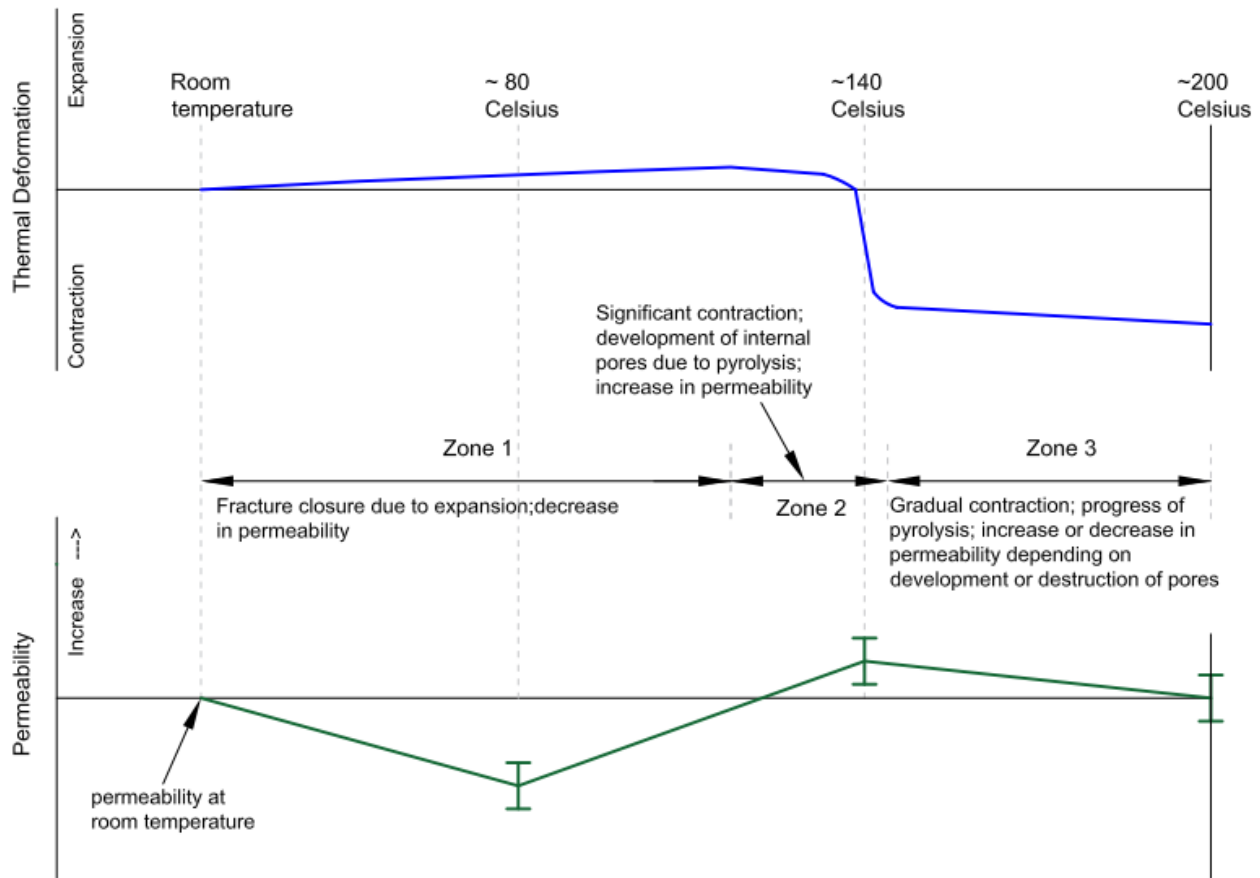 Thermal Deformation
Expansion
Contraction
Room
temperature
~ 80
Celsius
~140
Celsius
~200
Celsius
Significant contraction;
development of internal
pores due to pyrolysis;
increase in permeability
Zone 1
Zone 2
Zone 3
Fracture closure due to expansion;decrease
in permeability
Gradual contraction; progress of
pyrolysis; increase or decrease in
permeability depending on
development or destruction of pores
Permeability
Increase --->
permeability at
room temperature